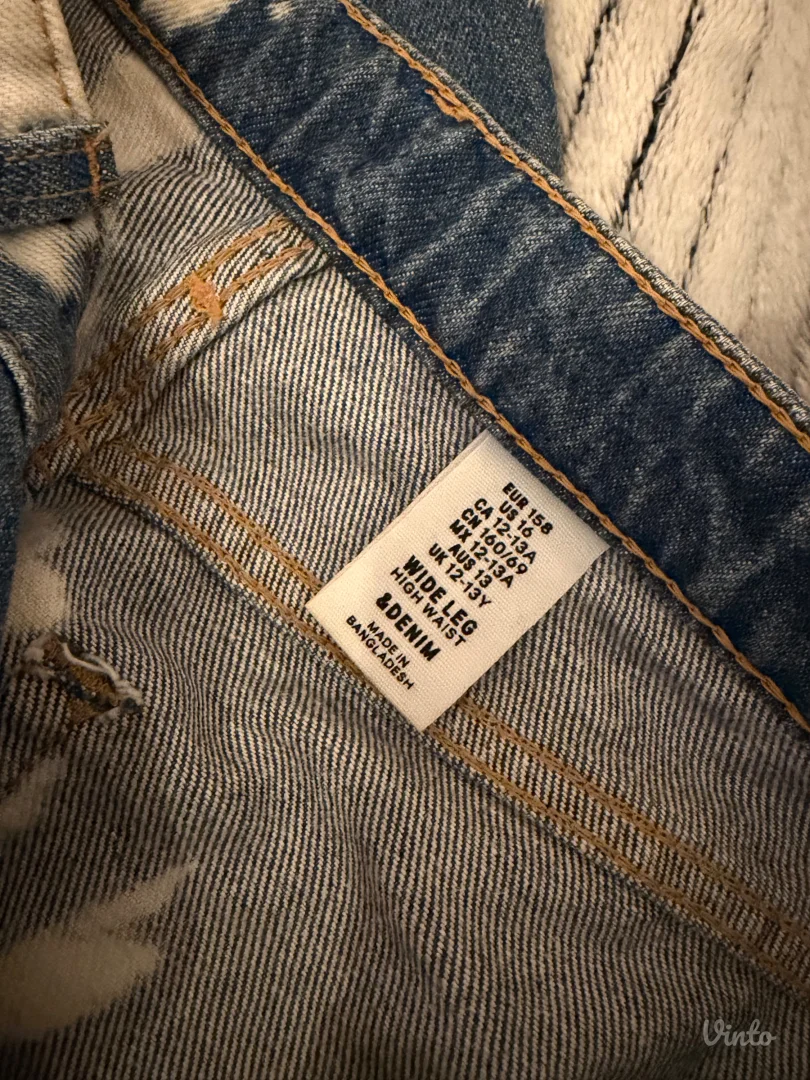 EUR 158
US 16
CA 12-13A
CN 160/69
MX 12-13A
AUS 13
UK 12-13Y
WIDE LEG
HIGH WAIST
&DENIM
MADE IN
BANGLADESH
Vinto